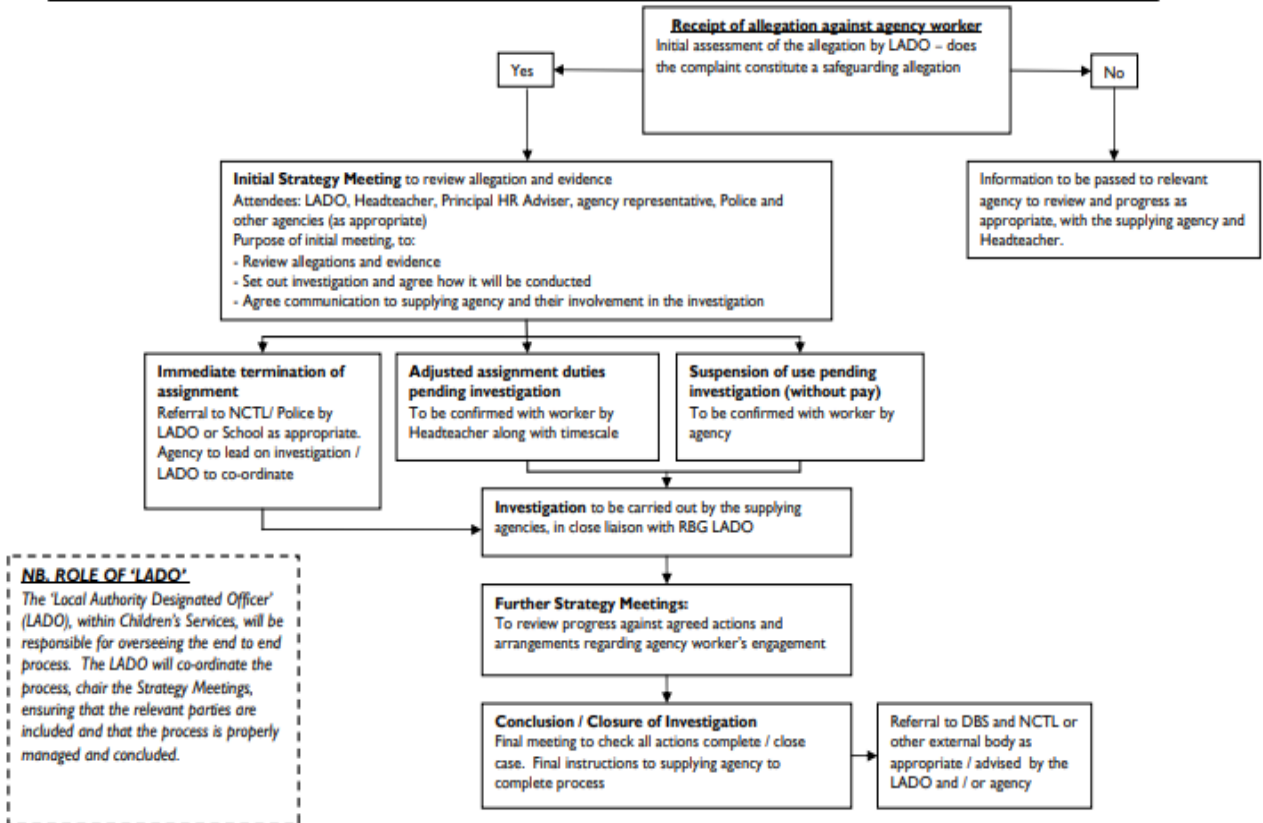 Receipt of allegation against agency worker
Initial assessment of the allegation by LADO – does
the complaint constitute a safeguarding allegation
Yes
No
Initial Strategy Meeting to review allegation and evidence
Attendees: LADO, Headteacher, Principal HR Adviser, agency representative, Police and
other agencies (as appropriate)
Purpose of initial meeting, to:
- Review allegations and evidence
- Set out investigation and agree how it will be conducted
- Agree communication to supplying agency and their involvement in the investigation
Information to be passed to relevant
agency to review and progress as
appropriate, with the supplying agency and
Headteacher.
Immediate termination of
assignment
Referral to NCTL/ Police by
LADO or School as appropriate.
Agency to lead on investigation /
LADO to co-ordinate
Adjusted assignment duties
pending investigation
To be confirmed with worker by
Headteacher along with timescale
Suspension of use pending
investigation (without pay)
To be confirmed with worker by
agency
Investigation to be carried out by the supplying
agencies, in close liaison with RBG LADO
NB. ROLE OF ‘LADO’
The ‘Local Authority Designated Officer’
(LADO), within Children’s Services, will be
responsible for overseeing the end to end
process. The LADO will co-ordinate the
process, chair the Strategy Meetings,
ensuring that the relevant parties are
included and that the process is properly
managed and concluded.
Further Strategy Meetings:
To review progress against agreed actions and
arrangements regarding agency worker’s engagement
Conclusion / Closure of Investigation
Final meeting to check all actions complete / close
case. Final instructions to supplying agency to
complete process
Referral to DBS and NCTL or
other external body as
appropriate / advised by the
LADO and / or agency